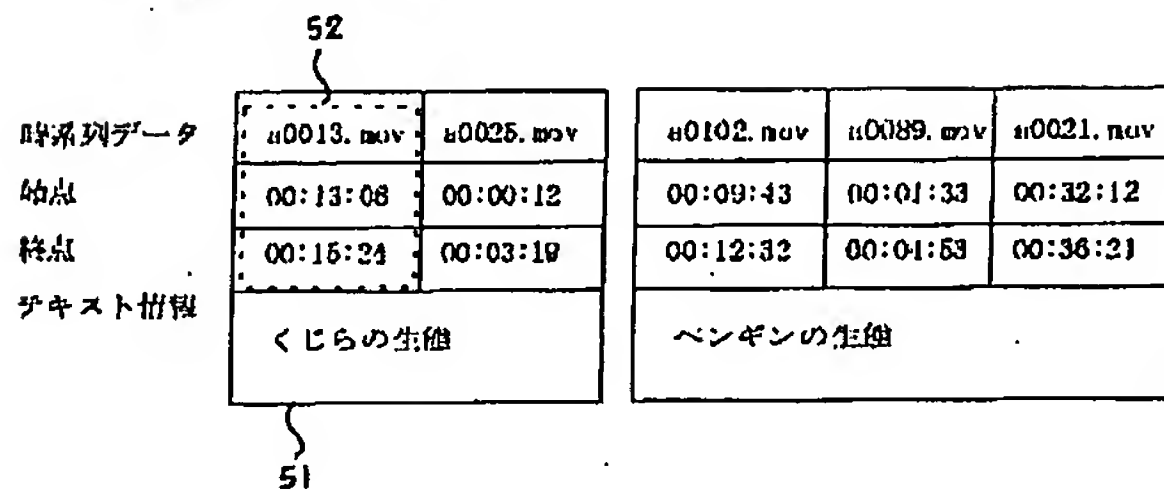 52
時系列データ a0013.mov a0025.mov a0102.mov a0089.mov a0021.mov
始点 00:13:08 00:00:12 00:09:43 00:01:33 00:32:12
終点 00:15:24 00:03:19 00:12:32 00:04:53 00:36:21
テキスト情報
くじらの生態 ペンギンの生態
51